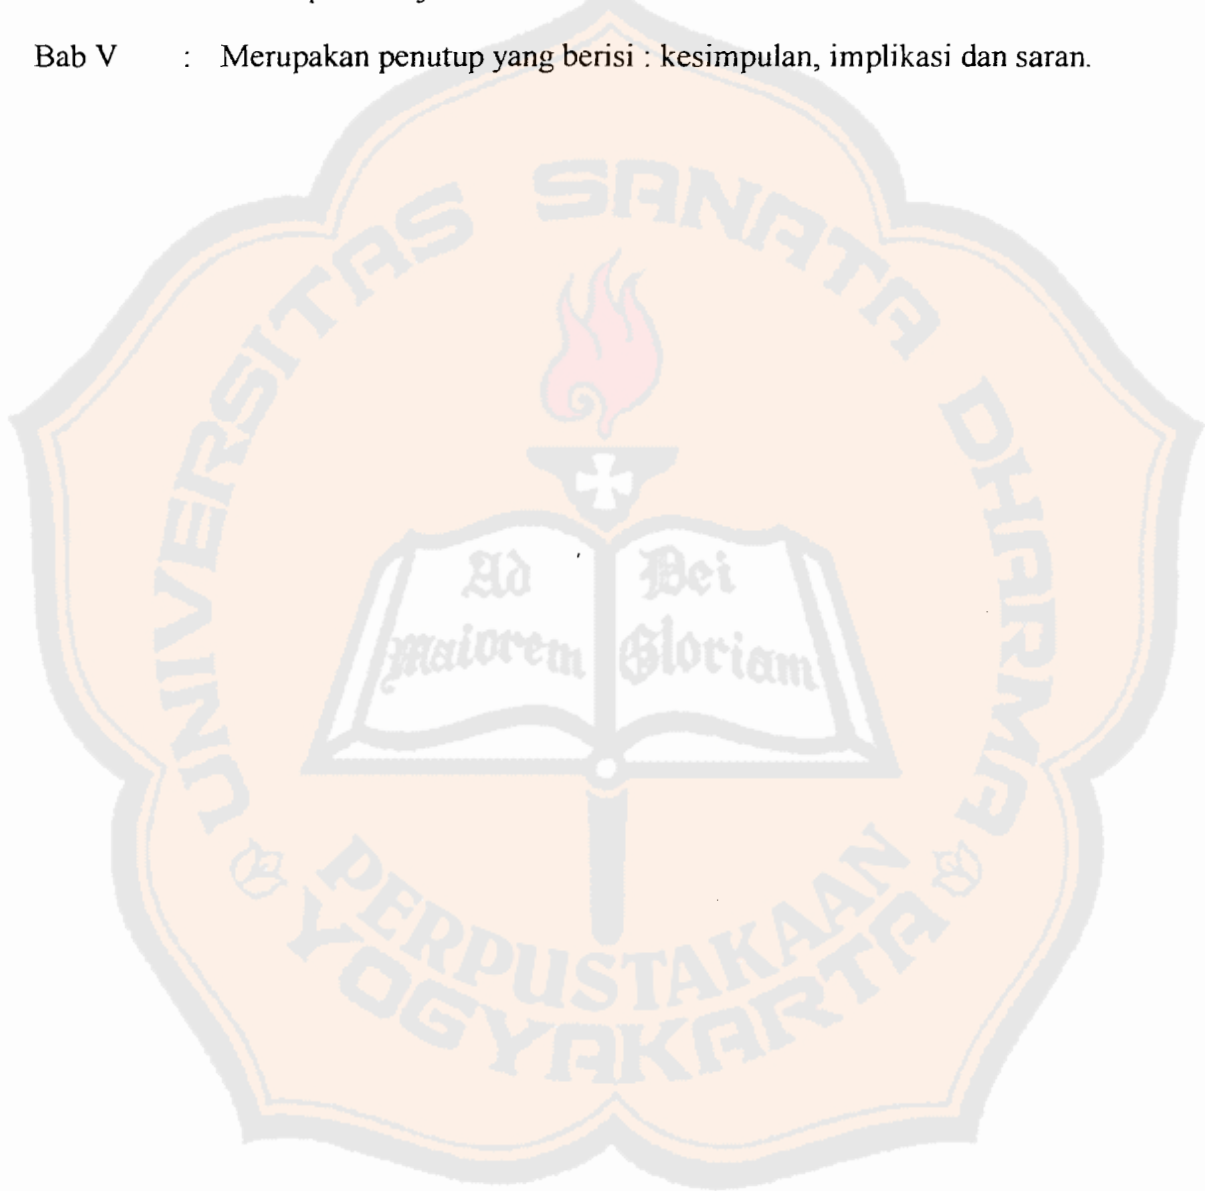 Bab V : Merupakan penutup yang berisi : kesimpulan, implikasi dan saran.
UNIVERSITAS SANATA DHARMA
Ad Dei
maiorem Gloriam
PERPUSTAKAAN
YOGYAKARTA